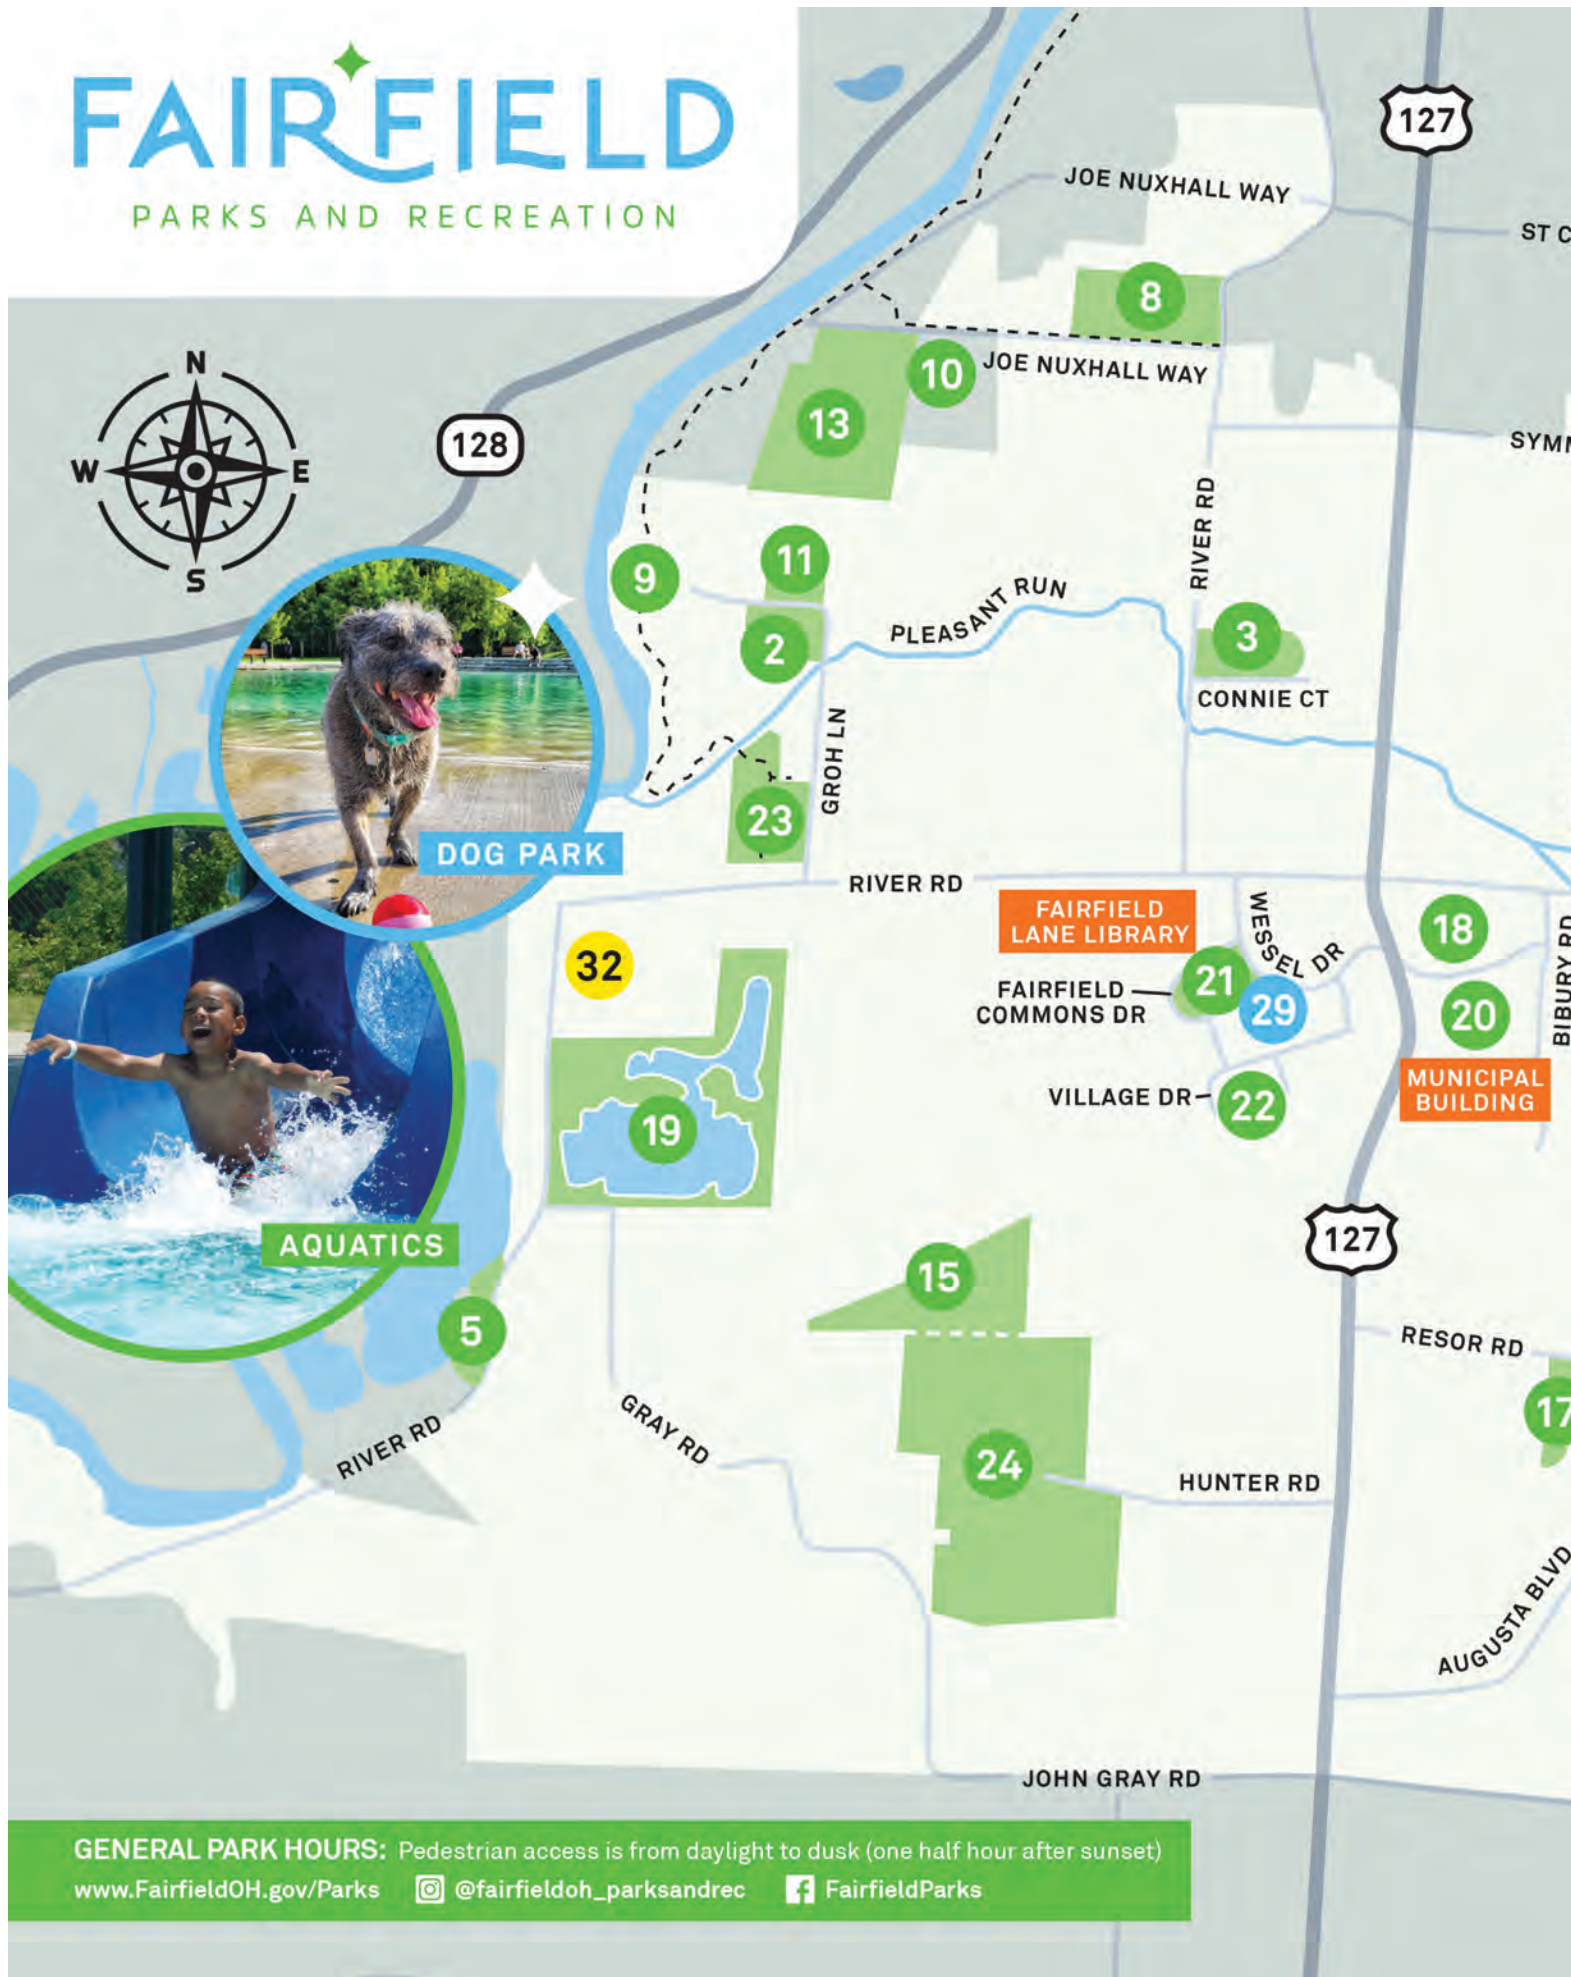 FAIRFIELD
PARKS AND RECREATION
127
JOE NUXHALL WAY
ST C
8
N
10
JOE NUXHALL WAY
13
128
SYMM
W
E
RIVER RD
S
9
11
PLEASANT RUN
3
2
CONNIE CT
GROH LN
23
DOG PARK
RIVER RD
FAIRFIELD
LANE LIBRARY
WESSEL DR
18
BIBURY RD
32
21
FAIRFIELD
COMMONS DR
29
20
MUNICIPAL
BUILDING
VILLAGE DR
22
19
127
AQUATICS
15
5
RESOR RD
17
RIVER RD
GRAY RD
24
HUNTER RD
AUGUSTA BLVD
JOHN GRAY RD
GENERAL PARK HOURS: Pedestrian access is from daylight to dusk (one half hour after sunset)
www.FairfieldOH.gov/Parks @fairfieldoh_parksandrec FairfieldParks